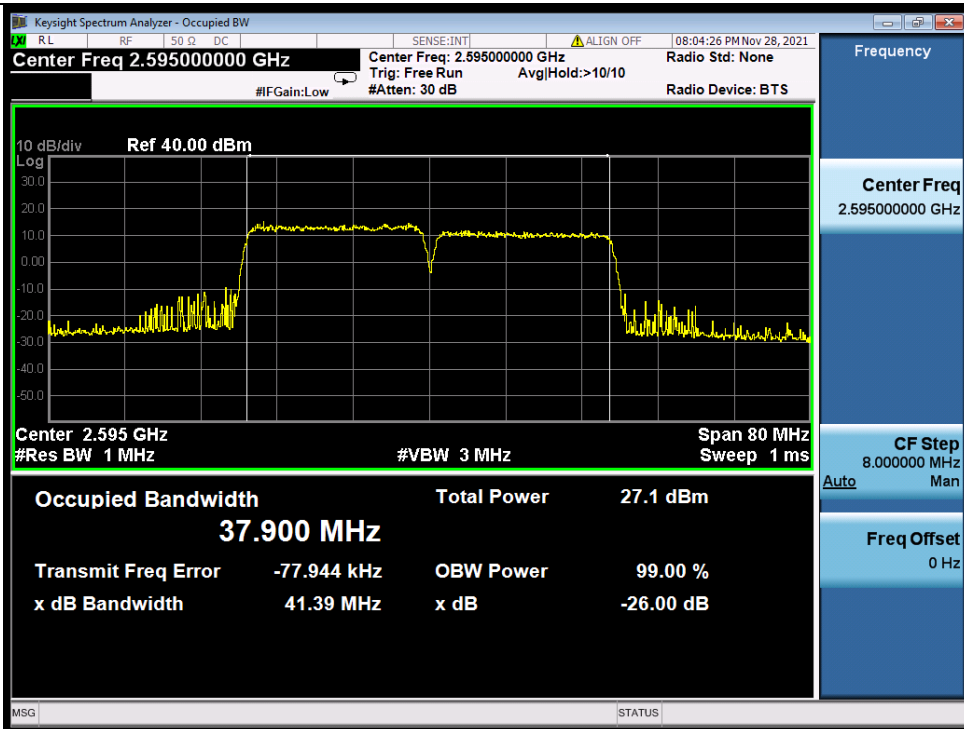 Keysight Spectrum Analyzer - Occupied BW
LXI RL RF 50 Ω DC SENSE:INT ALIGN OFF 08:04:26 PM Nov 28, 2021
Center Freq 2.595000000 GHz
Center Freq: 2.595000000 GHz
Radio Std: None
Trig: Free Run Avg|Hold:>10/10
#IFGain:Low
#Atten: 30 dB
Radio Device: BTS
Frequency
10 dB/div Ref 40.00 dBm
Log
30.0
20.0
10.0
0.00
-10.0
-20.0
-30.0
-40.0
-50.0
Center 2.595 GHz Span 80 MHz
#Res BW 1 MHz #VBW 3 MHz Sweep 1 ms
Center Freq
2.595000000 GHz
CF Step
8.000000 MHz
Auto Man
Freq Offset
0 Hz
Occupied Bandwidth Total Power 27.1 dBm
37.900 MHz
Transmit Freq Error -77.944 kHz OBW Power 99.00 %
x dB Bandwidth 41.39 MHz x dB -26.00 dB
MSG STATUS